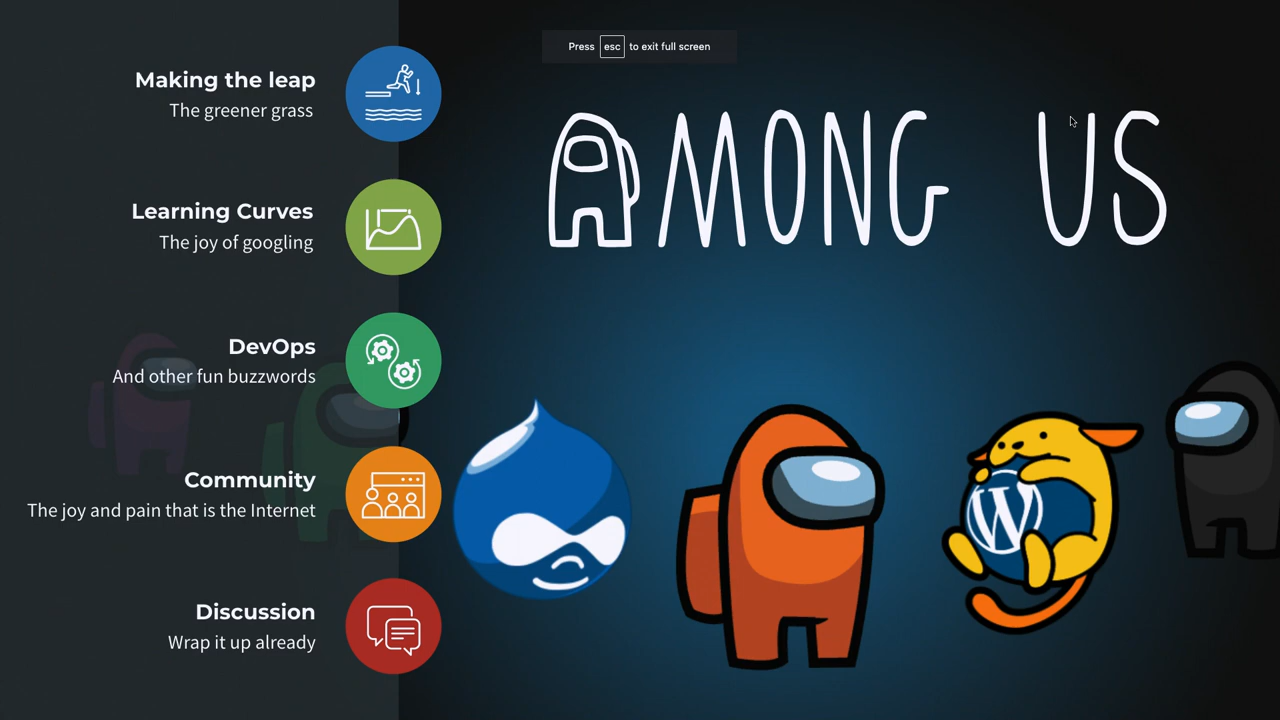 Press esc to exit full screen
AMONG US
Making the leap
The greener grass
Learning Curves
The joy of googling
DevOps
And other fun buzzwords
Community
The joy and pain that is the Internet
Discussion
Wrap it up already
W